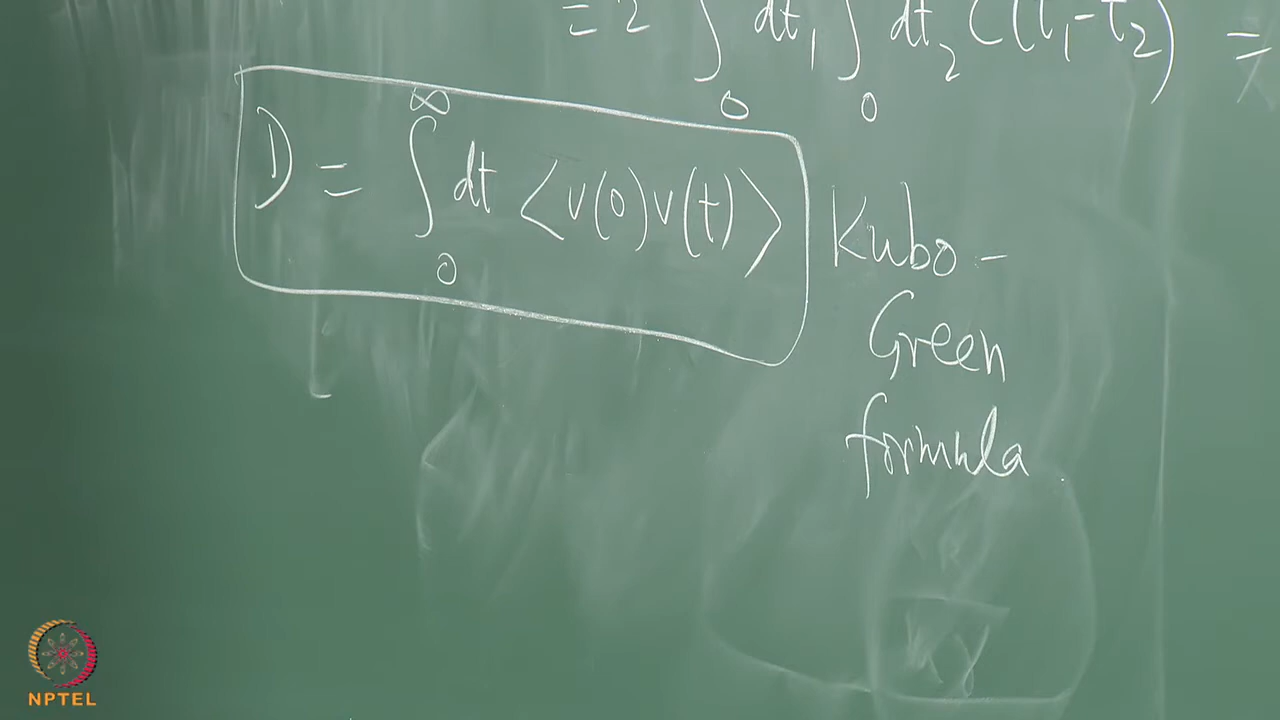 = 2 ∫₀ dt₁ ∫₀ dt₂ C(t₁-t₂) =
D = ∫₀^∞ dt ⟨v(0)v(t)⟩
Kubo-
Green
formula.
NPTEL